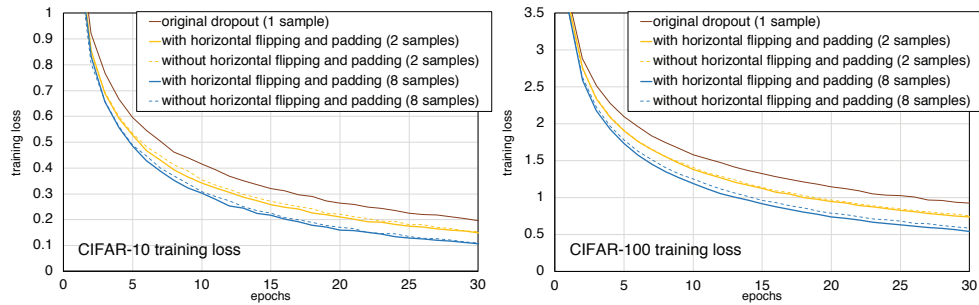 training loss
1
0.9
0.8
0.7
0.6
0.5
0.4
0.3
0.2
0.1
0
0 5 10 15 20 25 30
epochs
original dropout (1 sample)
with horizontal flipping and padding (2 samples)
without horizontal flipping and padding (2 samples)
with horizontal flipping and padding (8 samples)
without horizontal flipping and padding (8 samples)
CIFAR-10 training loss
training loss
3.5
3
2.5
2
1.5
1
0.5
0
0 5 10 15 20 25 30
epochs
original dropout (1 sample)
with horizontal flipping and padding (2 samples)
without horizontal flipping and padding (2 samples)
with horizontal flipping and padding (8 samples)
without horizontal flipping and padding (8 samples)
CIFAR-100 training loss